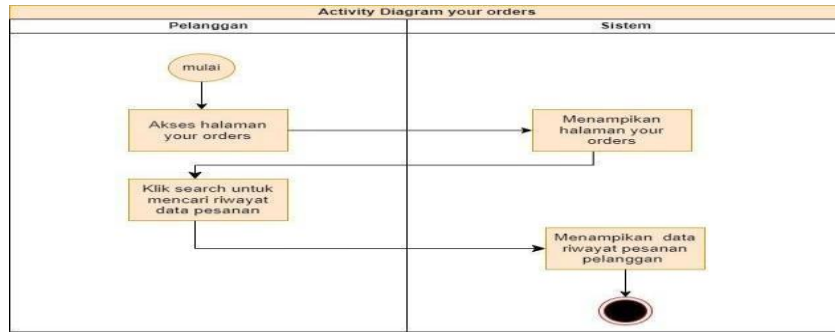 Activity Diagram your orders
Pelanggan
Sistem
mulai
Akses halaman
your orders
Menampikan
halaman your
orders
Klik search untuk
mencari riwayat
data pesanan
Menampikan data
riwayat pesanan
pelanggan